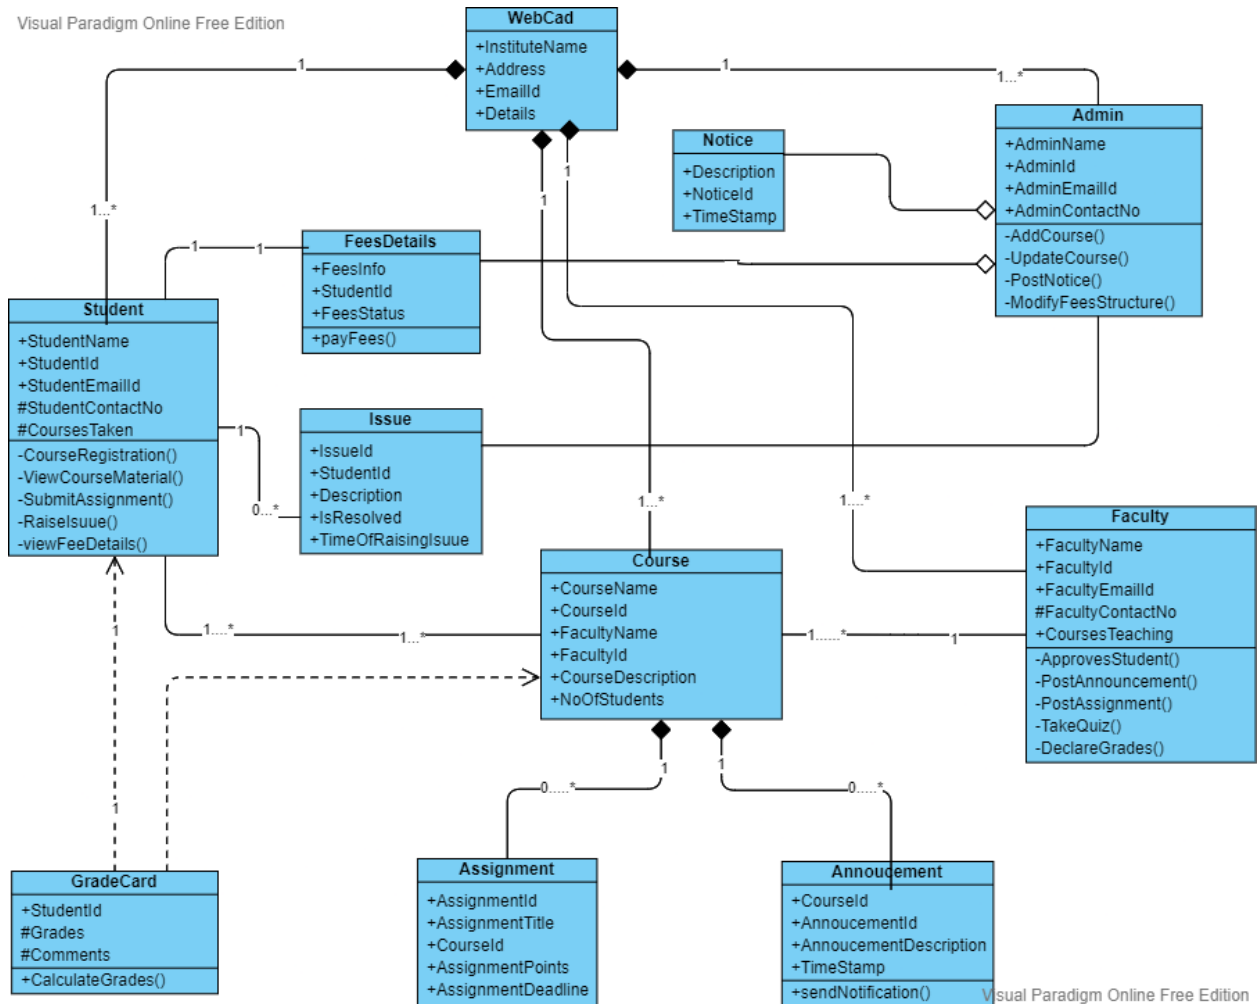 Visual Paradigm Online Free Edition
WebCad
+InstituteName
+Address
+EmailId
+Details
1
1
1...*
1
1
1...*
Notice
+Description
+NoticeId
+TimeStamp
Admin
+AdminName
+AdminId
+AdminEmailId
+AdminContactNo
-AddCourse()
-UpdateCourse()
-PostNotice()
-ModifyFeesStructure()
1
1
FeesDetails
+FeesInfo
+StudentId
+FeesStatus
+payFees()
Student
+StudentName
+StudentId
+StudentEmailId
#StudentContactNo
#CoursesTaken
-CourseRegistration()
-ViewCourseMaterial()
-SubmitAssignment()
-RaiseIsuue()
-viewFeeDetails()
1
0...*
Issue
+IssueId
+StudentId
+Description
+IsResolved
+TimeOfRaisingIsuue
1...*
1....*
Course
+CourseName
+CourseId
+FacultyName
+FacultyId
+CourseDescription
+NoOfStudents
Faculty
+FacultyName
+FacultyId
+FacultyEmailId
#FacultyContactNo
+CoursesTeaching
-ApprovesStudent()
-PostAnnouncement()
-PostAssignment()
-TakeQuiz()
-DeclareGrades()
1...*
1...*
1.....*
1
1
1
1
1
0.....*
0.....*
GradeCard
+StudentId
#Grades
#Comments
+CalculateGrades()
Assignment
+AssignmentId
+AssignmentTitle
+CourseId
+AssignmentPoints
+AssignmentDeadline
Annoucement
+CourseId
+AnnoucementId
+AnnoucementDescription
+TimeStamp
+sendNotification()
Visual Paradigm Online Free Edition